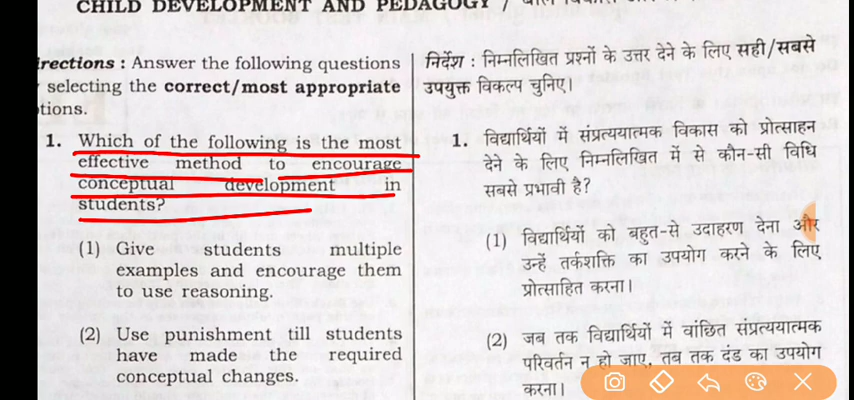 CHILD DEVELOPMENT AND PEDAGOGY /
rections : Answer the following questions
selecting the correct/most appropriate
tions.
1. Which of the following is the most
effective method to encourage
conceptual development in
students?
(1) Give students multiple
examples and encourage them
to use reasoning.
(2) Use punishment till students
have made the required
conceptual changes.
निर्देश : निम्नलिखित प्रश्नों के उत्तर देने के लिए सही/सबसे
उपयुक्त विकल्प चुनिए।
1. विद्यार्थियों में संप्रत्ययात्मक विकास को प्रोत्साहन
देने के लिए निम्नलिखित में से कौन-सी विधि
सबसे प्रभावी है?
(1) विद्यार्थियों को बहुत-से उदाहरण देना और
उन्हें तर्कशक्ति का उपयोग करने के लिए
प्रोत्साहित करना।
(2) जब तक विद्यार्थियों में वांछित संप्रत्ययात्मक
परिवर्तन न हो जाए, तब तक दंड का उपयोग
करना।